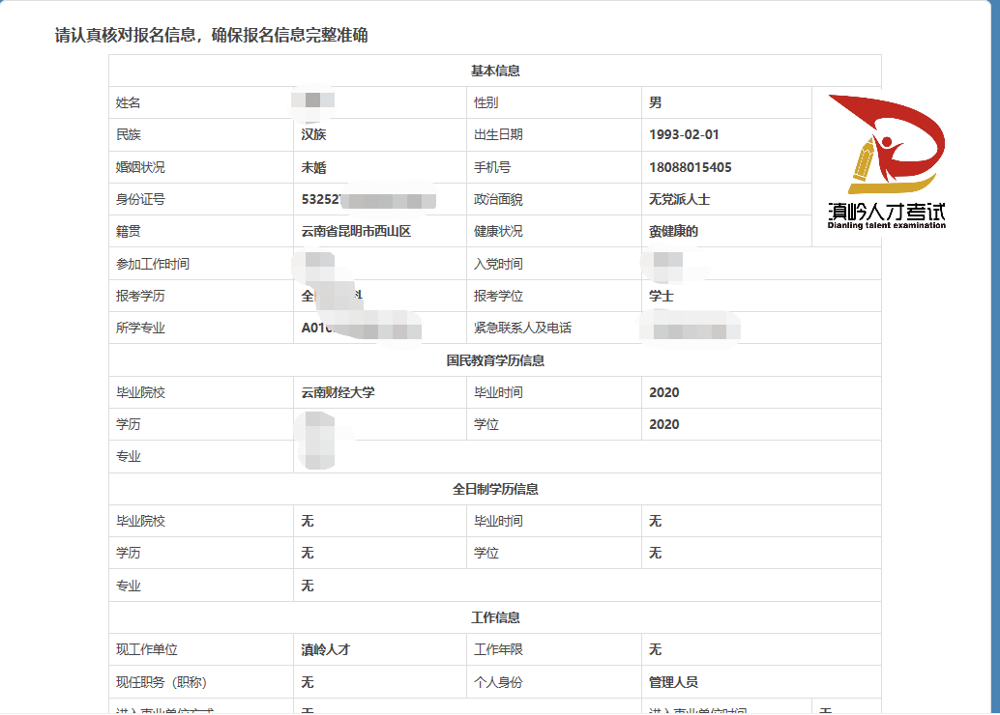 请认真核对报名信息，确保报名信息完整准确
基本信息
姓名 性别 男
民族 汉族 出生日期 1993-02-01
婚姻状况 未婚 手机号 18088015405
身份证号 53252 政治面貌 无党派人士
籍贯 云南省昆明市西山区 健康状况 蛮健康的
滇岭人才考试
Dianling talent examination
参加工作时间 入党时间
报考学历 全 科 报考学位 学士
所学专业 A010 紧急联系人及电话
国民教育学历信息
毕业院校 云南财经大学 毕业时间 2020
学历 学位 2020
专业
全日制学历信息
毕业院校 无 毕业时间 无
学历 无 学位 无
专业 无
工作信息
现工作单位 滇岭人才 工作年限 无
现任职务（职称） 无 个人身份 管理人员
进入事业单位方式 无 进入事业单位时间 无